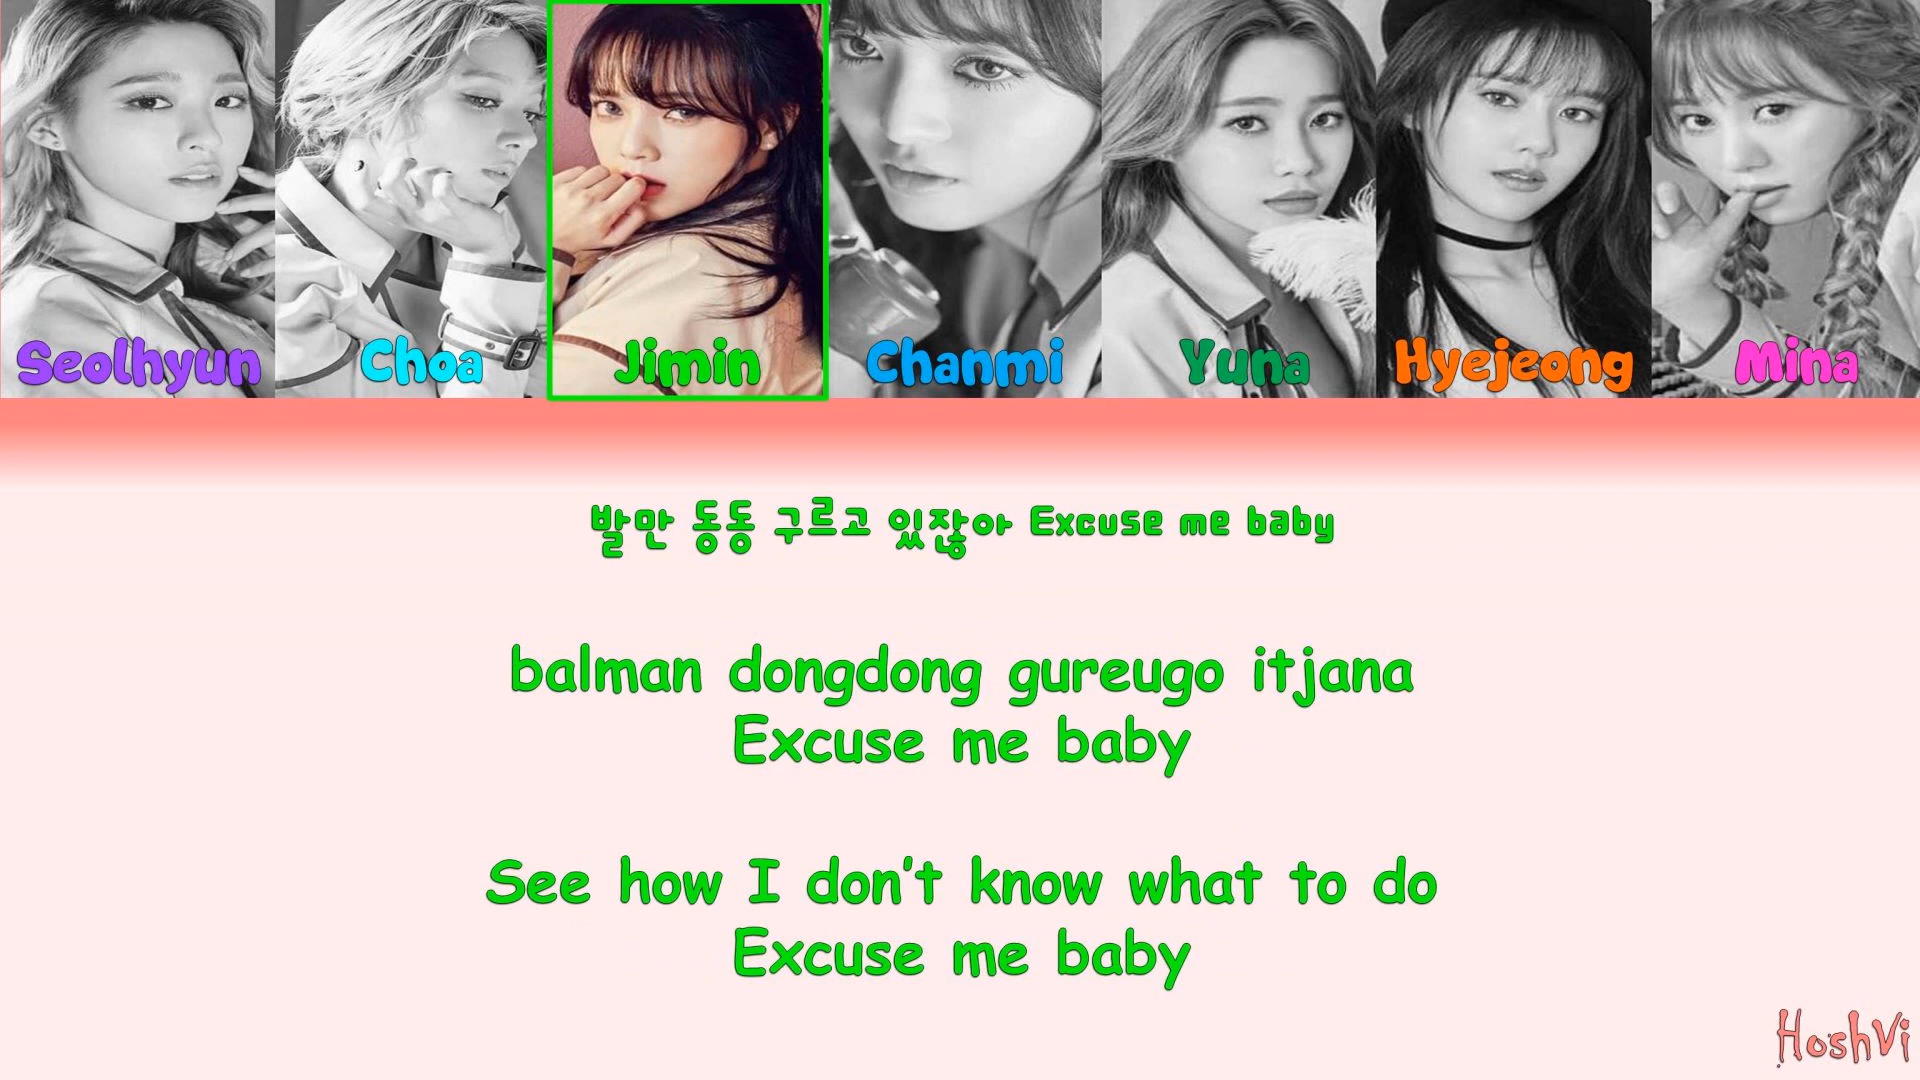 Seolhyun Choa Jimin Chanmi Yuna Hyejeong Mina
발만 동동 구르고 있잖아 Excuse me baby
balman dongdong gureugo itjana
Excuse me baby
See how I don't know what to do
Excuse me baby
HoshVi